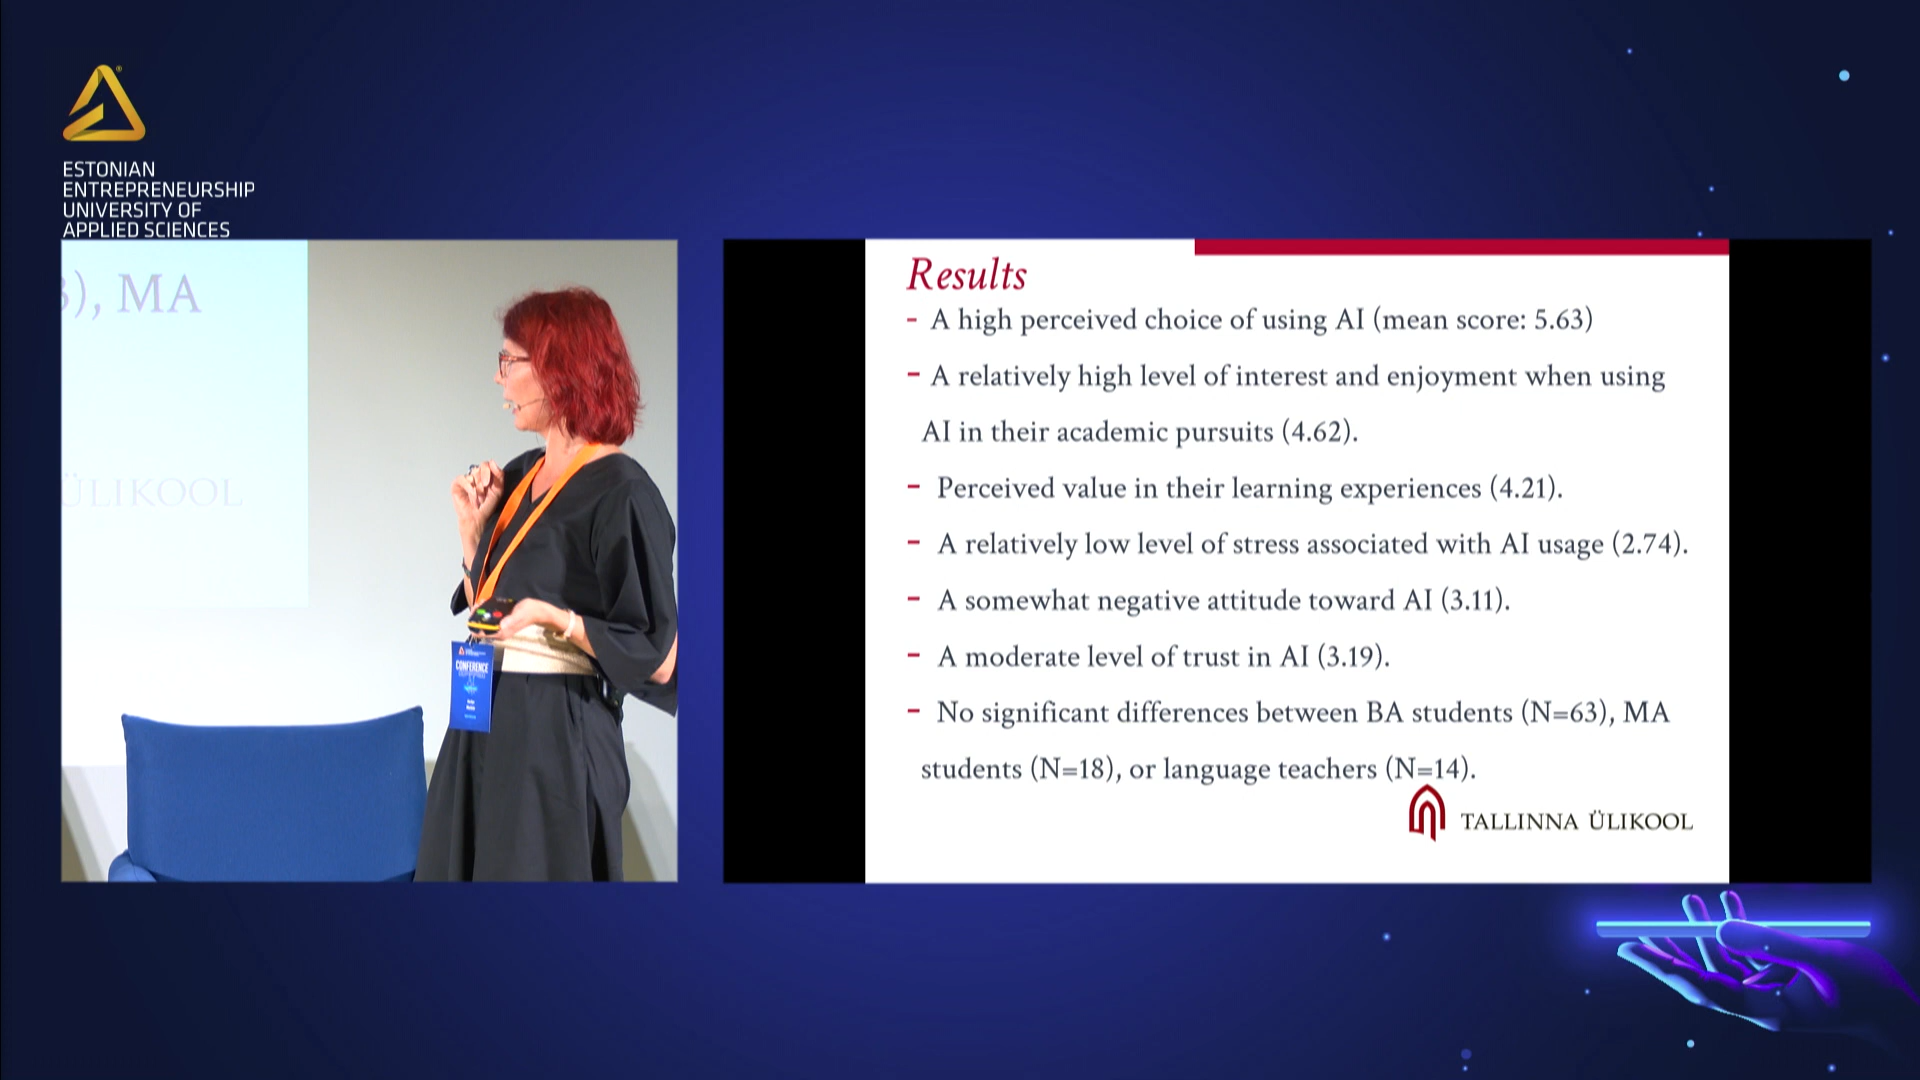 ESTONIAN
ENTREPRENEURSHIP
UNIVERSITY OF
APPLIED SCIENCES
), MA
ÜLIKOOL
CONFERENCE
Results
- A high perceived choice of using AI (mean score: 5.63)
- A relatively high level of interest and enjoyment when using
AI in their academic pursuits (4.62).
- Perceived value in their learning experiences (4.21).
- A relatively low level of stress associated with AI usage (2.74).
- A somewhat negative attitude toward AI (3.11).
- A moderate level of trust in AI (3.19).
- No significant differences between BA students (N=63), MA
students (N=18), or language teachers (N=14).
TALLINNA ÜLIKOOL